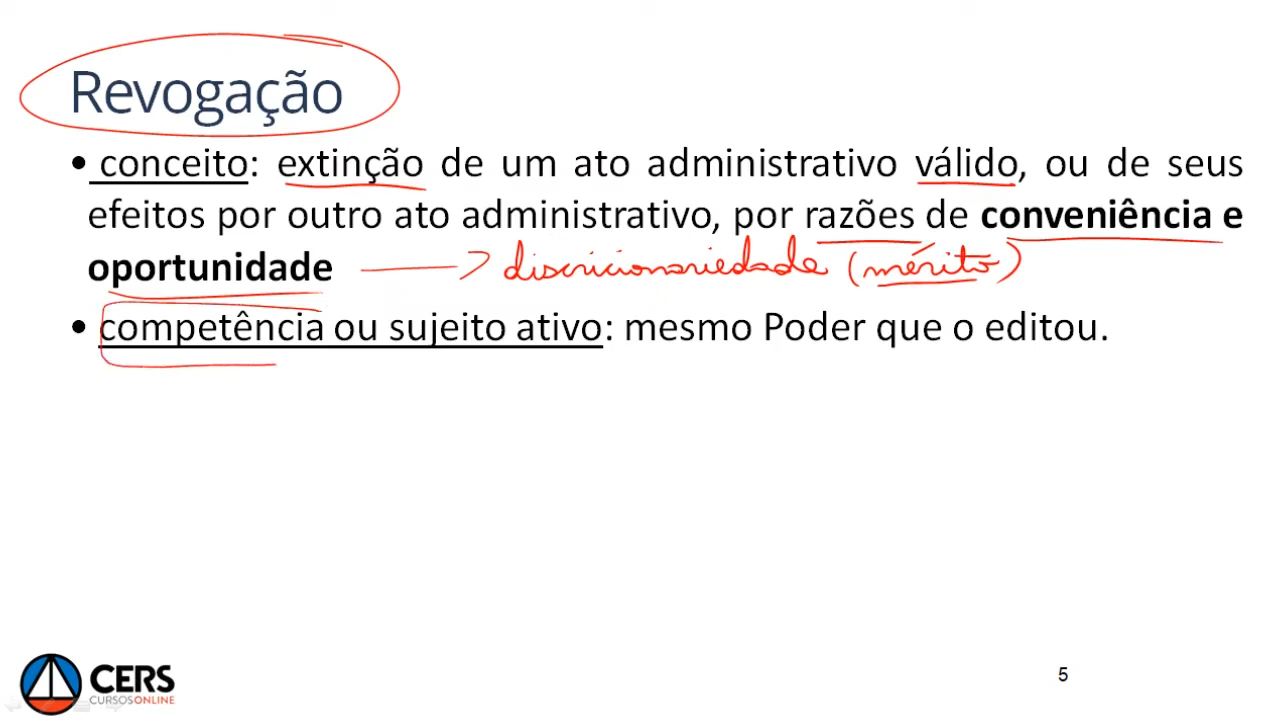 Revogação
• conceito: extinção de um ato administrativo válido, ou de seus
efeitos por outro ato administrativo, por razões de conveniência e
oportunidade → discricionariedade (mérito)
• competência ou sujeito ativo: mesmo Poder que o editou.
CERS
CURSOS ONLINE
5